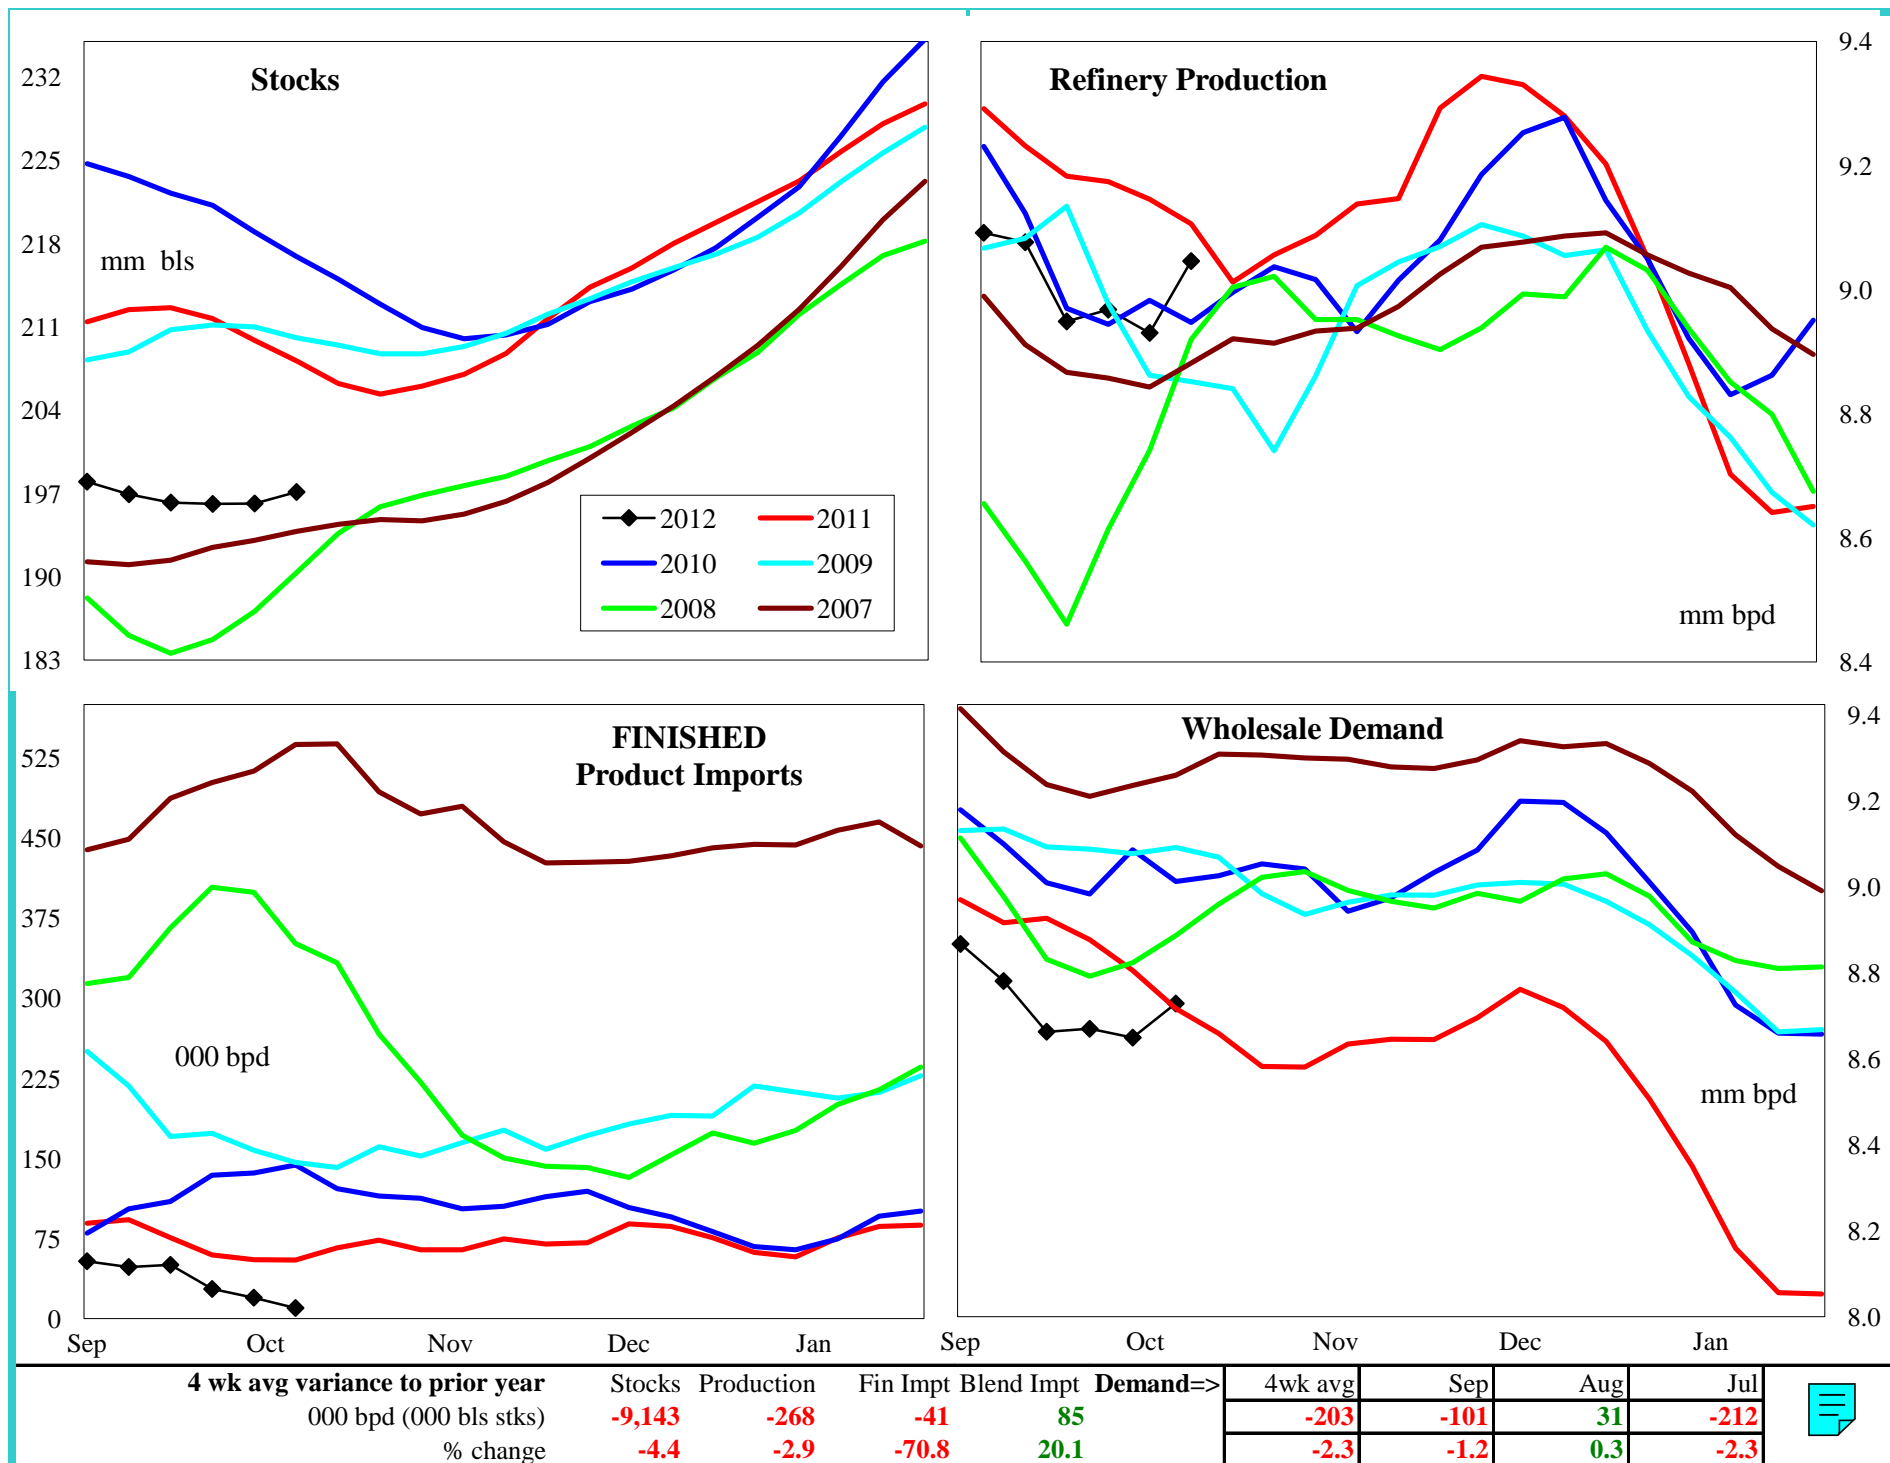 Stocks
232
225
218
211
204
197
190
183
mm bls
2012 2011
2010 2009
2008 2007
Refinery Production
9.4
9.2
9.0
8.8
8.6
8.4
mm bpd
FINISHED
Product Imports
525
450
375
300
225
150
75
0
000 bpd
Sep Oct Nov Dec Jan
Wholesale Demand
9.4
9.2
9.0
8.8
8.6
8.4
8.2
8.0
mm bpd
Sep Oct Nov Dec Jan
4 wk avg variance to prior year Stocks Production Fin Impt Blend Impt Demand=> 4wk avg Sep Aug Jul
000 bpd (000 bls stks) -9,143 -268 -41 85 -203 -101 31 -212
% change -4.4 -2.9 -70.8 20.1 -2.3 -1.2 0.3 -2.3